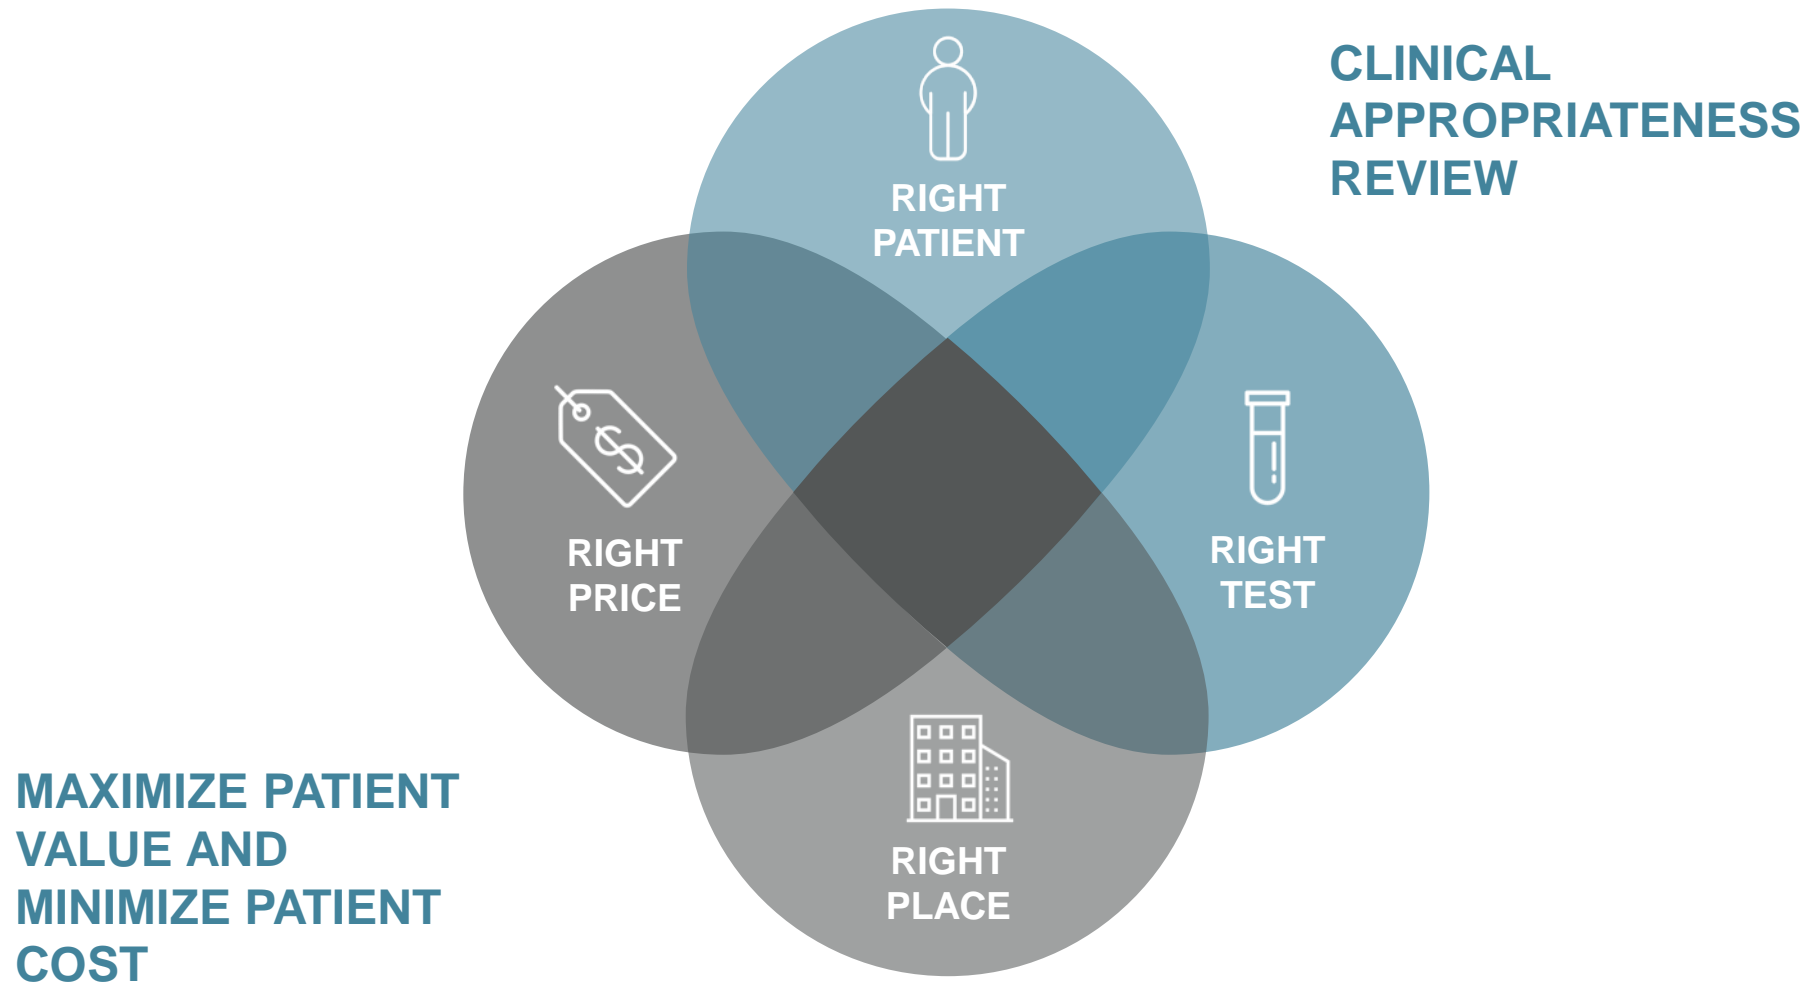 CLINICAL
APPROPRIATENESS
REVIEW
RIGHT
PATIENT
$
RIGHT
PRICE
RIGHT
TEST
RIGHT
PLACE
MAXIMIZE PATIENT
VALUE AND
MINIMIZE PATIENT
COST